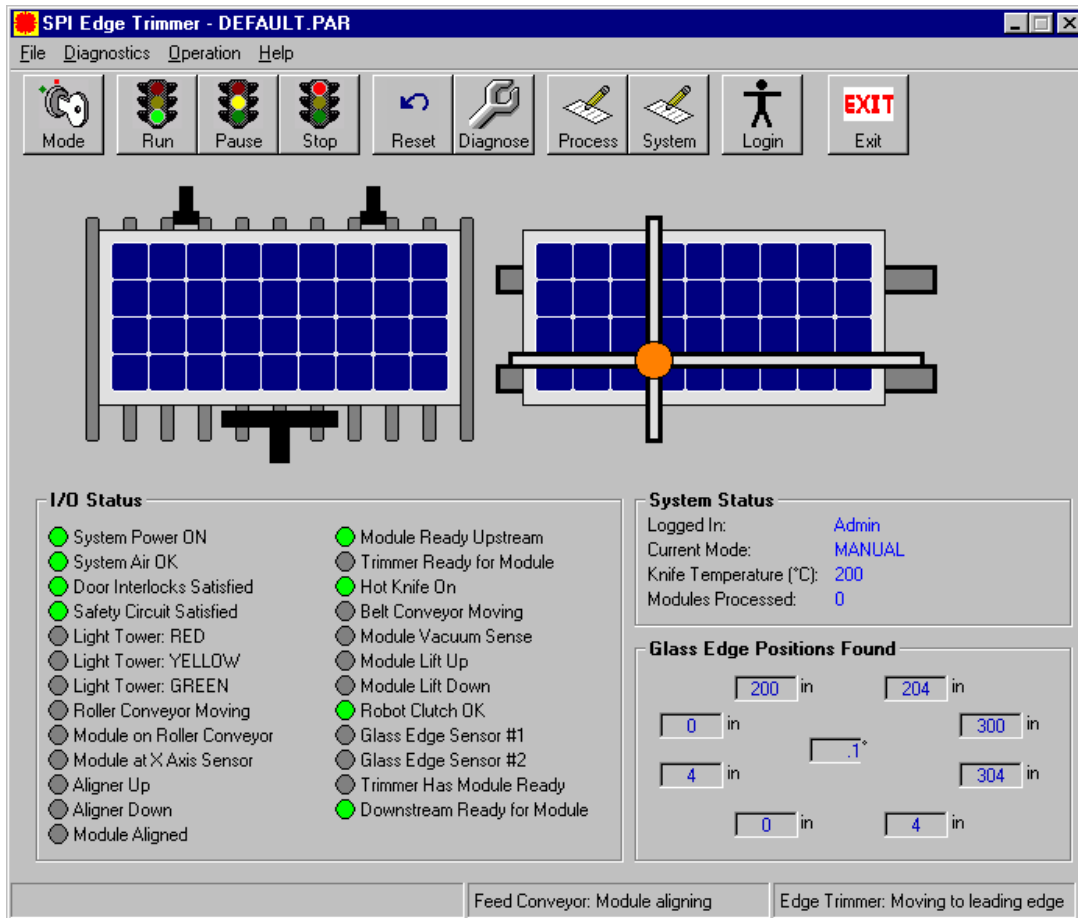 SPI Edge Trimmer - DEFAULT.PAR
File Diagnostics Operation Help
Mode Run Pause Stop Reset Diagnose Process System Login EXIT Exit
I/O Status
System Power ON
System Air OK
Door Interlocks Satisfied
Safety Circuit Satisfied
Light Tower: RED
Light Tower: YELLOW
Light Tower: GREEN
Roller Conveyor Moving
Module on Roller Conveyor
Module at X Axis Sensor
Aligner Up
Aligner Down
Module Aligned
Module Ready Upstream
Trimmer Ready for Module
Hot Knife On
Belt Conveyor Moving
Module Vacuum Sense
Module Lift Up
Module Lift Down
Robot Clutch OK
Glass Edge Sensor #1
Glass Edge Sensor #2
Trimmer Has Module Ready
Downstream Ready for Module
System Status
Logged In: Admin
Current Mode: MANUAL
Knife Temperature (°C): 200
Modules Processed: 0
Glass Edge Positions Found
200 in 204 in
0 in 300 in
.1°
4 in 304 in
0 in 4 in
Feed Conveyor: Module aligning
Edge Trimmer: Moving to leading edge